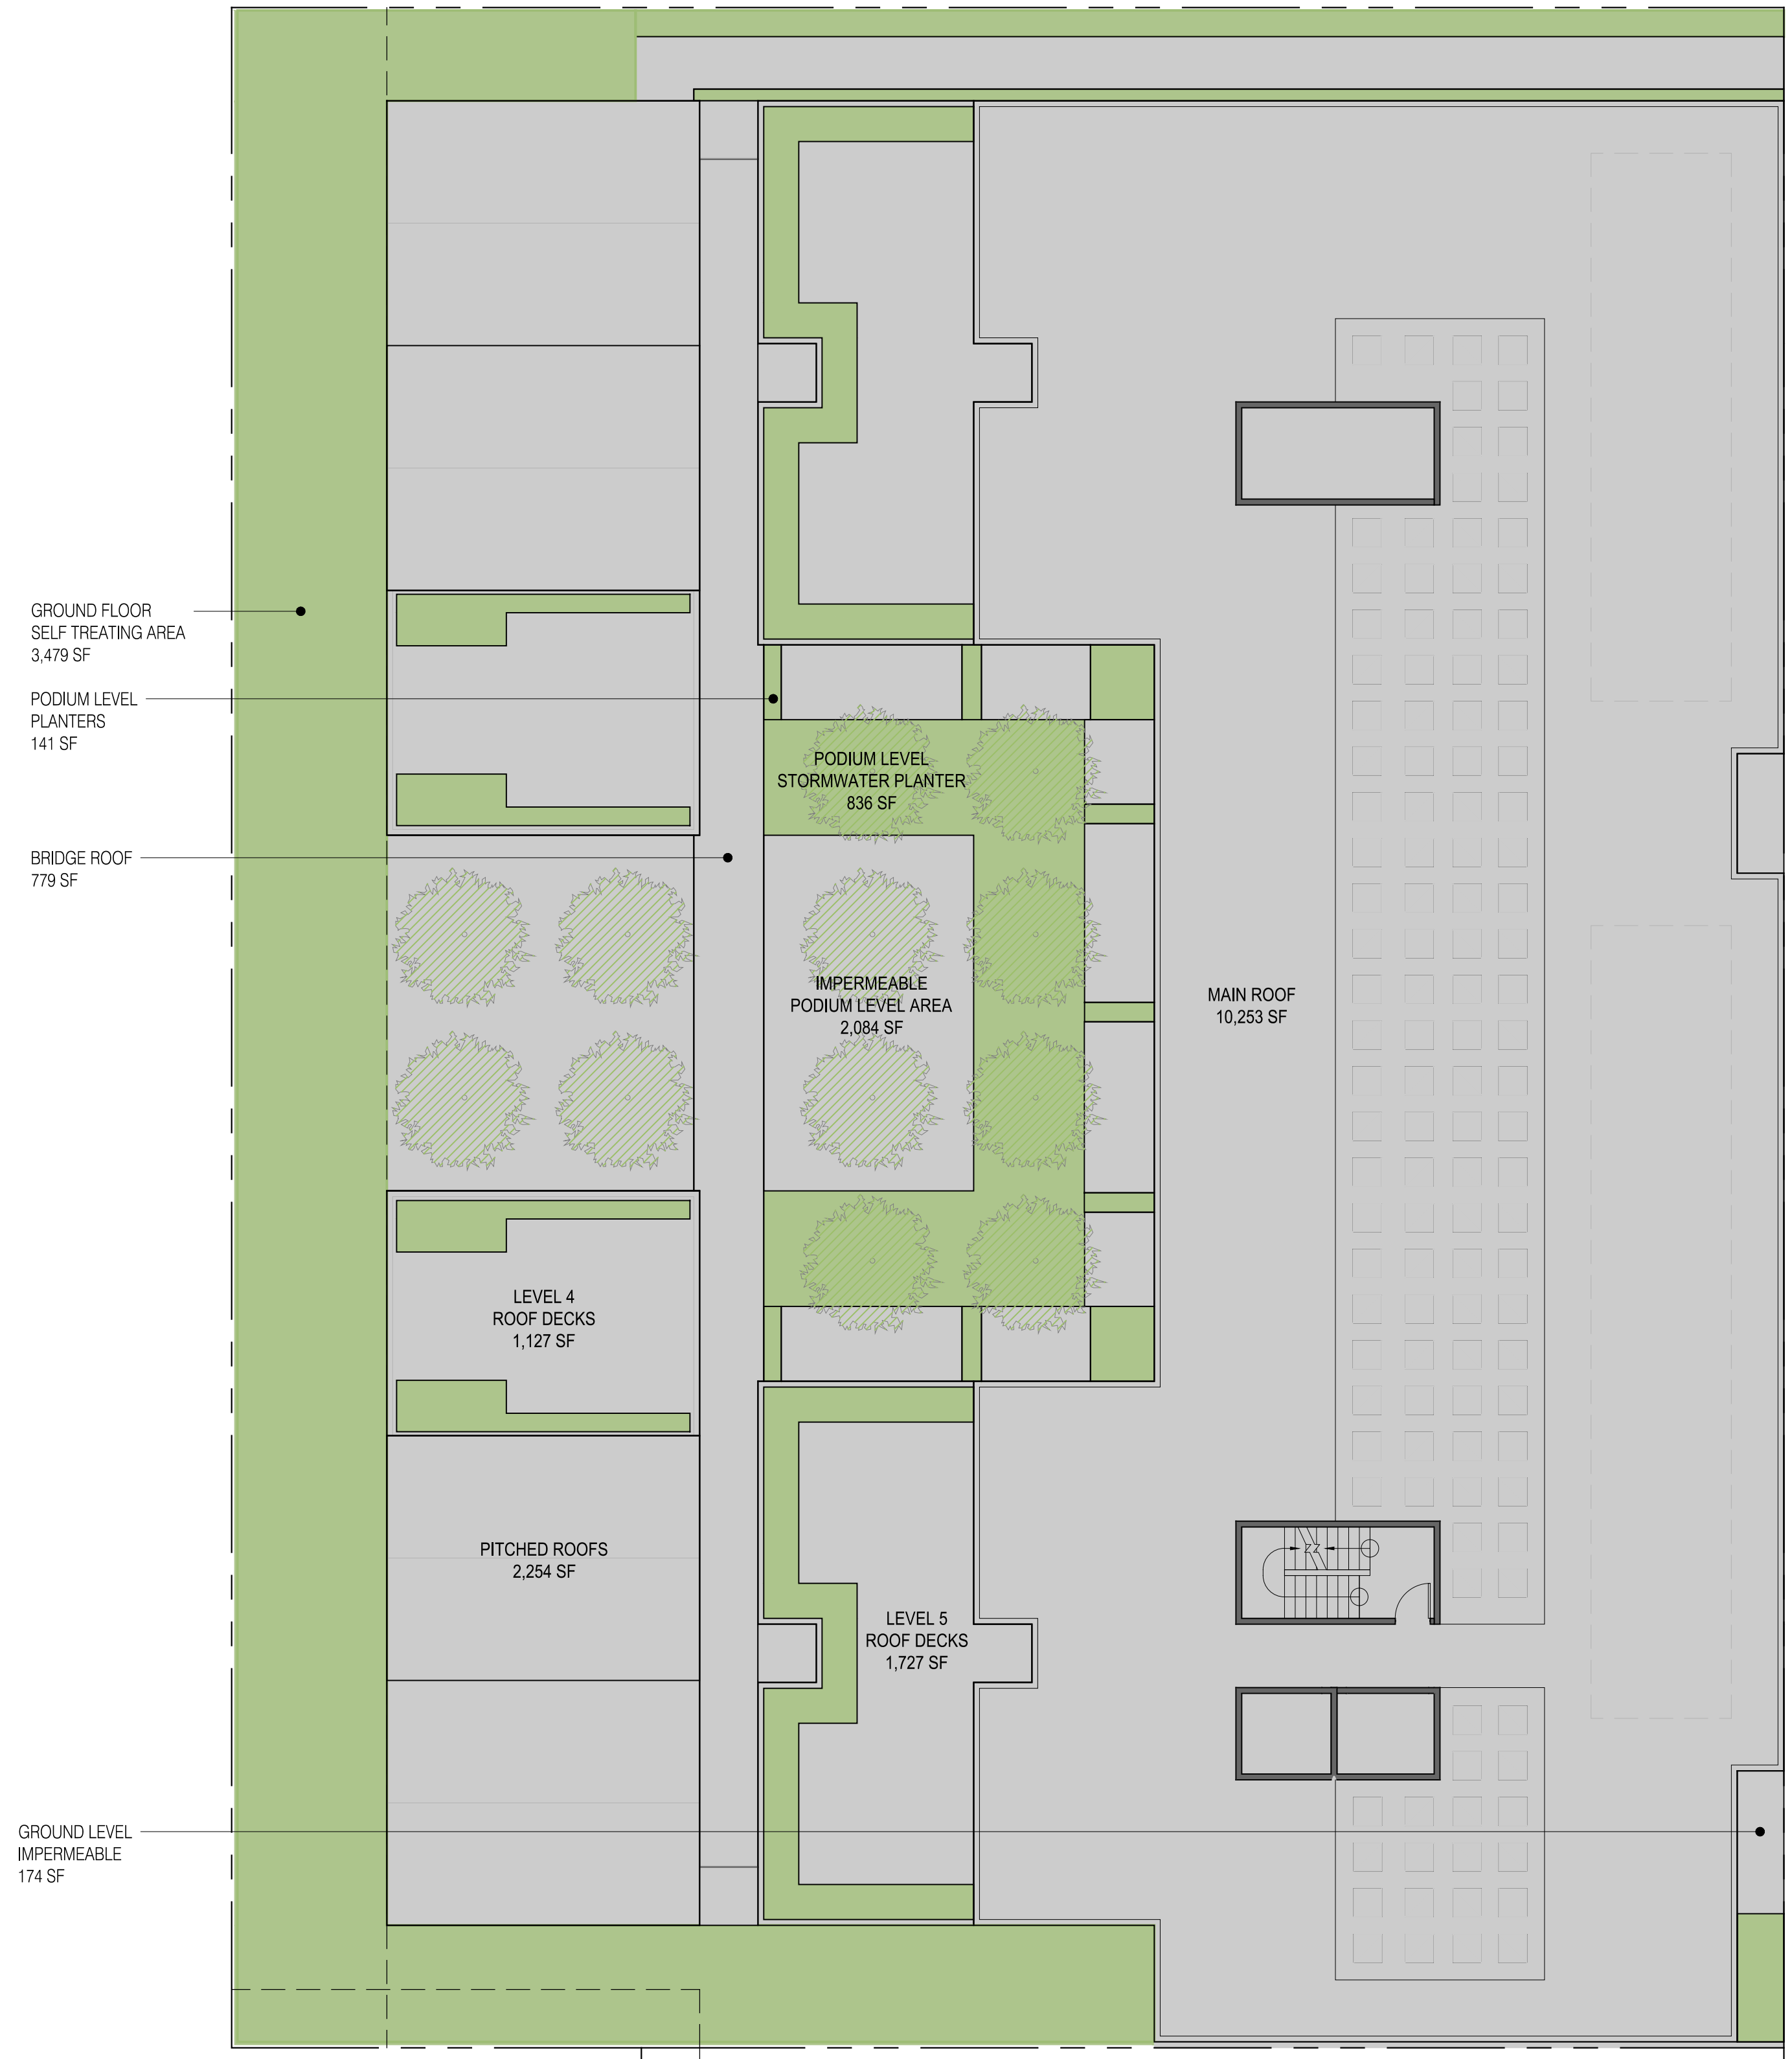 GROUND FLOOR
SELF TREATING AREA
3,479 SF
PODIUM LEVEL
PLANTERS
141 SF
PODIUM LEVEL
STORMWATER PLANTER
836 SF
BRIDGE ROOF
779 SF
IMPERMEABLE
PODIUM LEVEL AREA
2,084 SF
MAIN ROOF
10,253 SF
LEVEL 4
ROOF DECKS
1,127 SF
PITCHED ROOFS
2,254 SF
LEVEL 5
ROOF DECKS
1,727 SF
GROUND LEVEL
IMPERMEABLE
174 SF